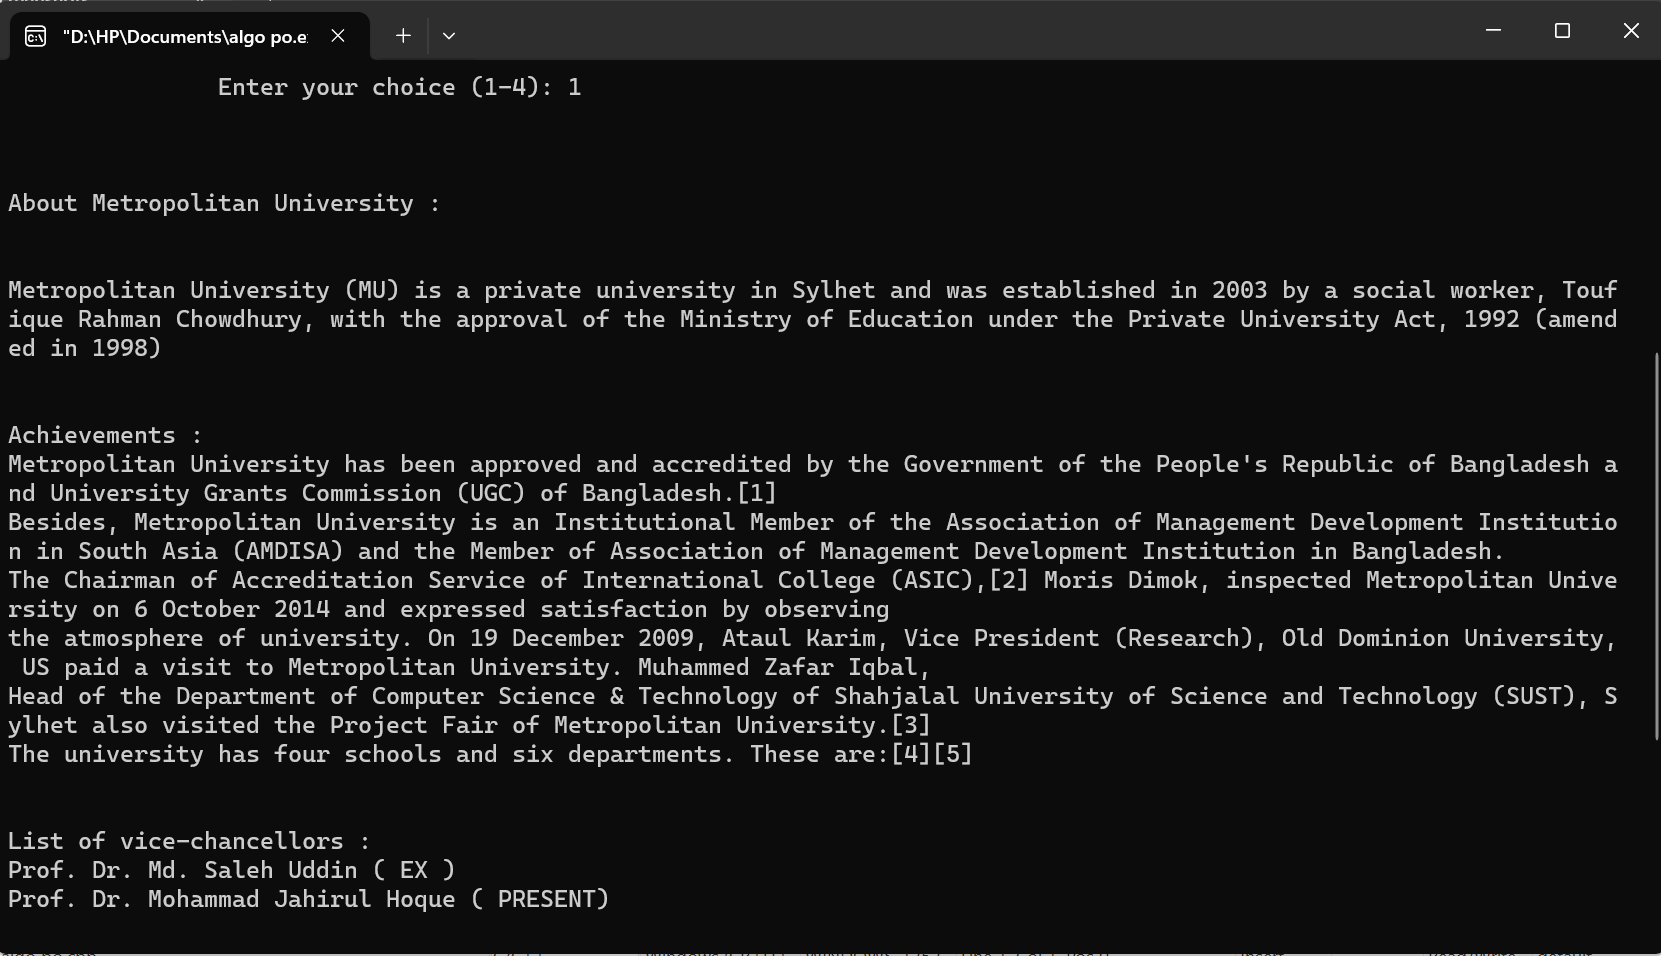 "D:\HP\Documents\algo po.e
Enter your choice (1-4): 1
About Metropolitan University :
Metropolitan University (MU) is a private university in Sylhet and was established in 2003 by a social worker, Touf
ique Rahman Chowdhury, with the approval of the Ministry of Education under the Private University Act, 1992 (amend
ed in 1998)
Achievements :
Metropolitan University has been approved and accredited by the Government of the People's Republic of Bangladesh a
nd University Grants Commission (UGC) of Bangladesh.[1]
Besides, Metropolitan University is an Institutional Member of the Association of Management Development Institutio
n in South Asia (AMDISA) and the Member of Association of Management Development Institution in Bangladesh.
The Chairman of Accreditation Service of International College (ASIC),[2] Moris Dimok, inspected Metropolitan Unive
rsity on 6 October 2014 and expressed satisfaction by observing
the atmosphere of university. On 19 December 2009, Ataul Karim, Vice President (Research), Old Dominion University,
US paid a visit to Metropolitan University. Muhammed Zafar Iqbal,
Head of the Department of Computer Science & Technology of Shahjalal University of Science and Technology (SUST), S
ylhet also visited the Project Fair of Metropolitan University.[3]
The university has four schools and six departments. These are:[4][5]
List of vice-chancellors :
Prof. Dr. Md. Saleh Uddin ( EX )
Prof. Dr. Mohammad Jahirul Hoque ( PRESENT)